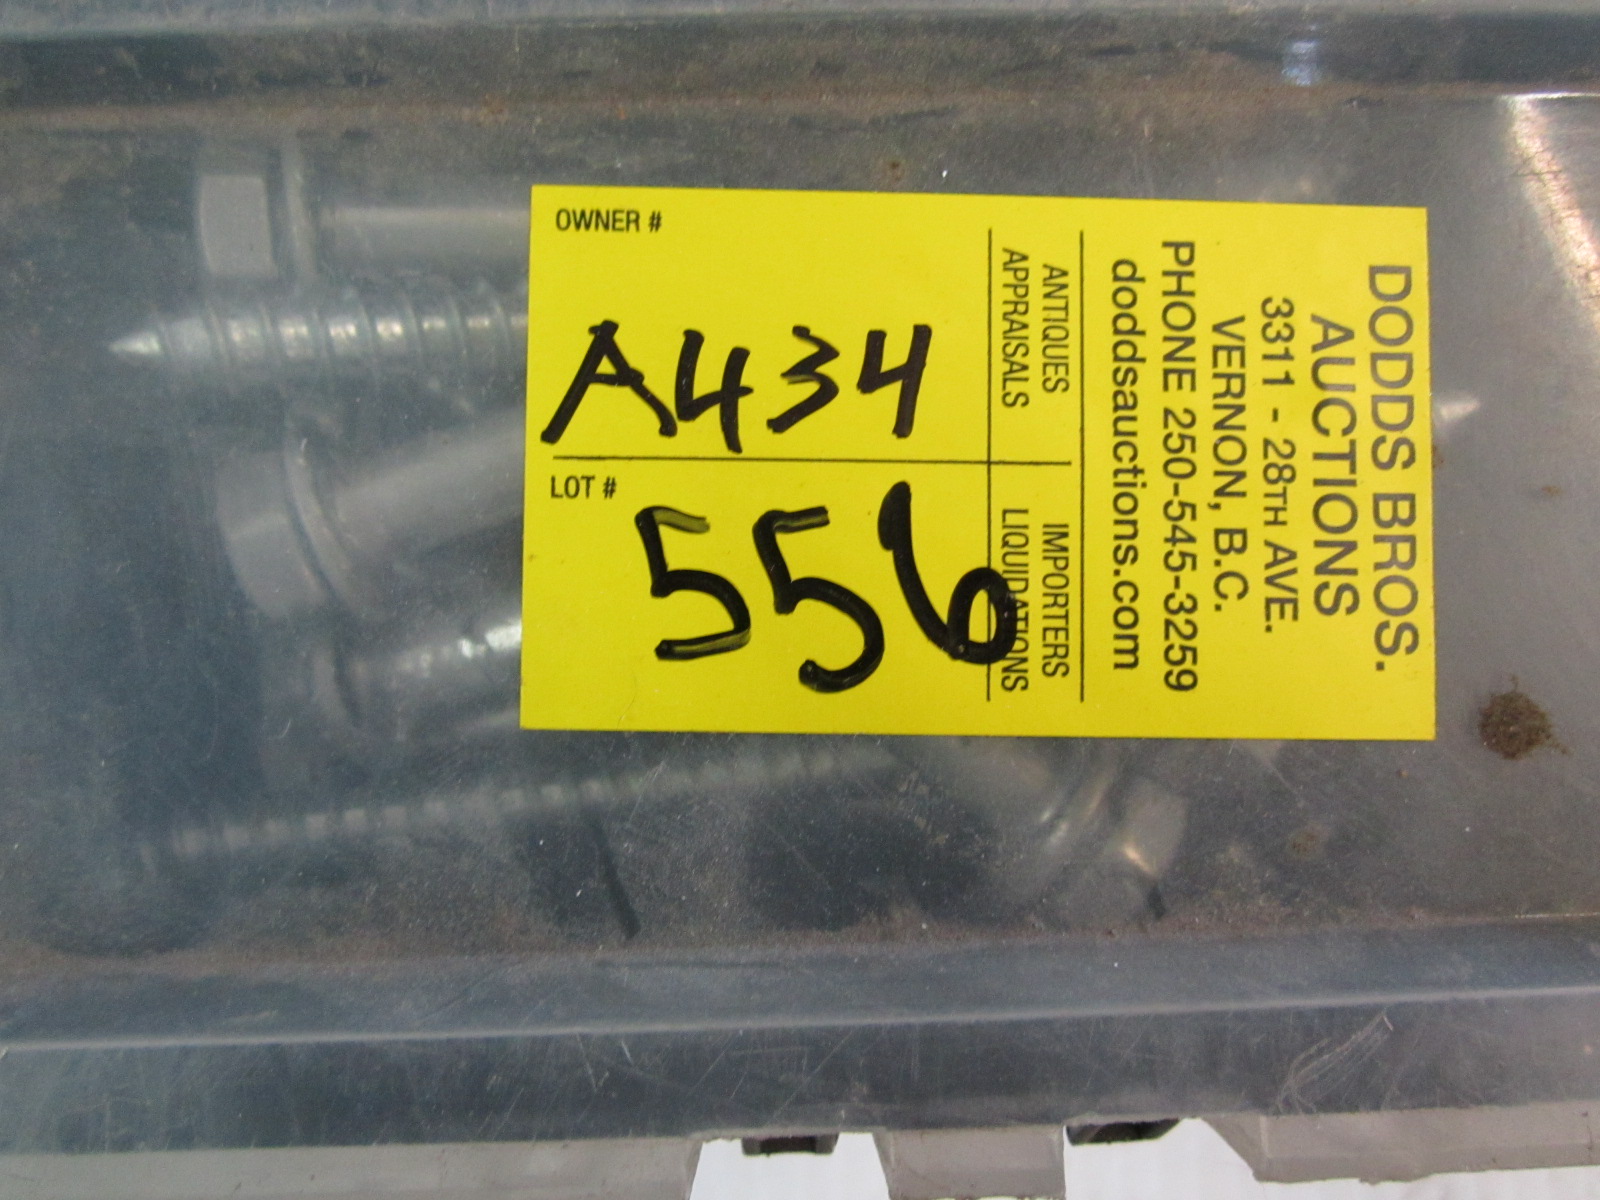 OWNER #
A434
LOT #
556
ANTIQUES
APPRAISALS
IMPORTERS
LIQUIDATIONS
DODDS BROS.
AUCTIONS
3311 - 28TH AVE.
VERNON, B.C.
PHONE 250-545-3259
doddsauctions.com